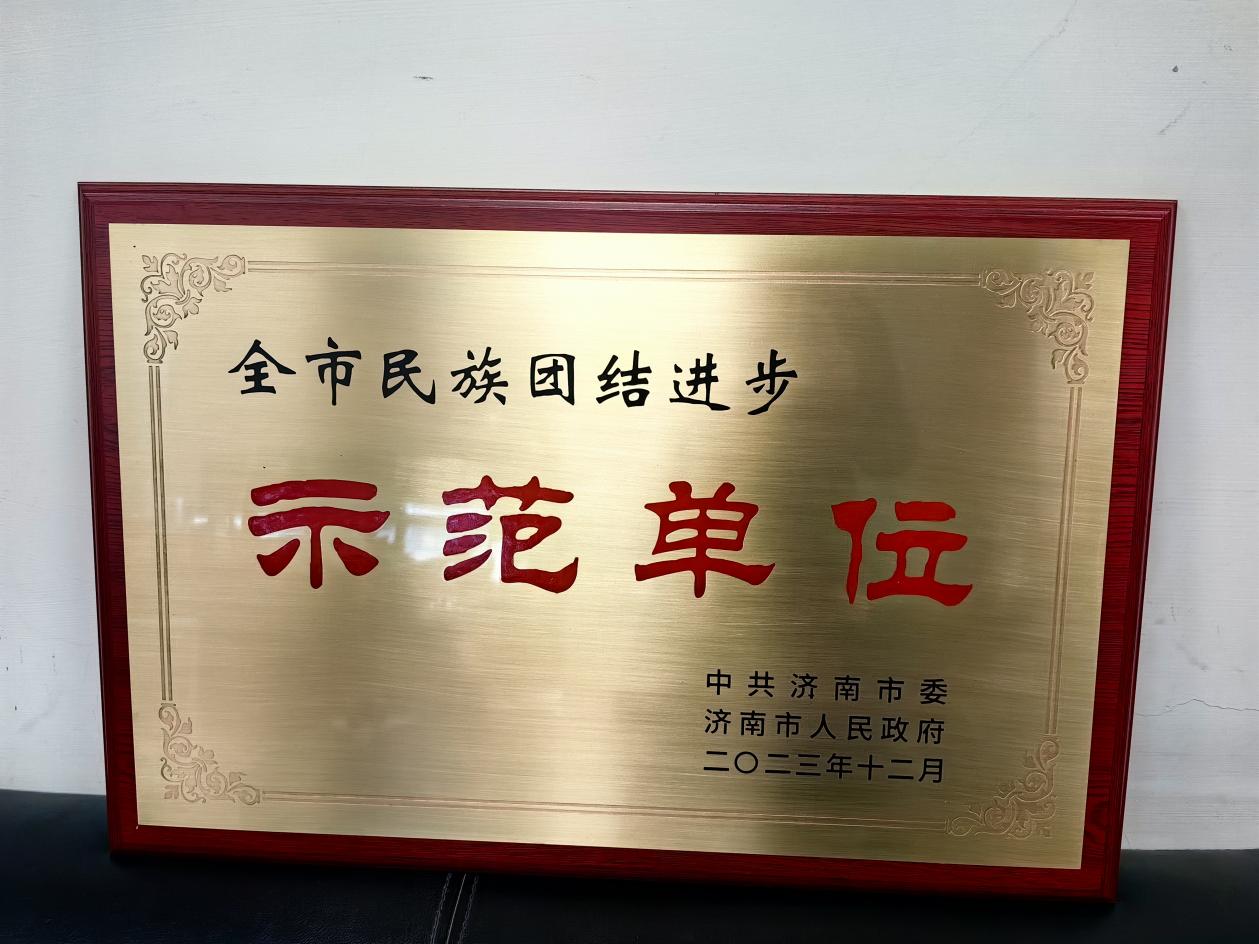 全市民族团结进步
示范单位
中共济南市委
济南市人民政府
二〇二三年十二月